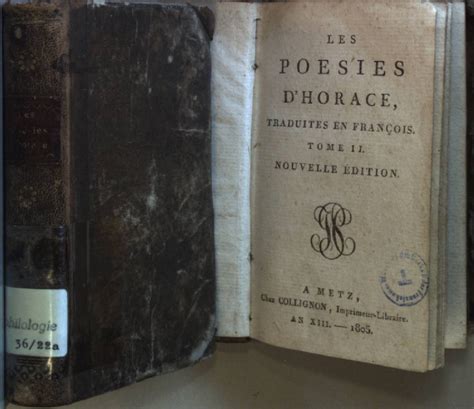 hilologie
36/22a
LES
POESIES
D'HORACE,
TRADUITES EN FRANÇOIS.
TOME II.
NOUVELLE ÉDITION.
A METZ,
Chez COLLIGNON, Imprimeur-Libraire.
AN XIII. — 1805.